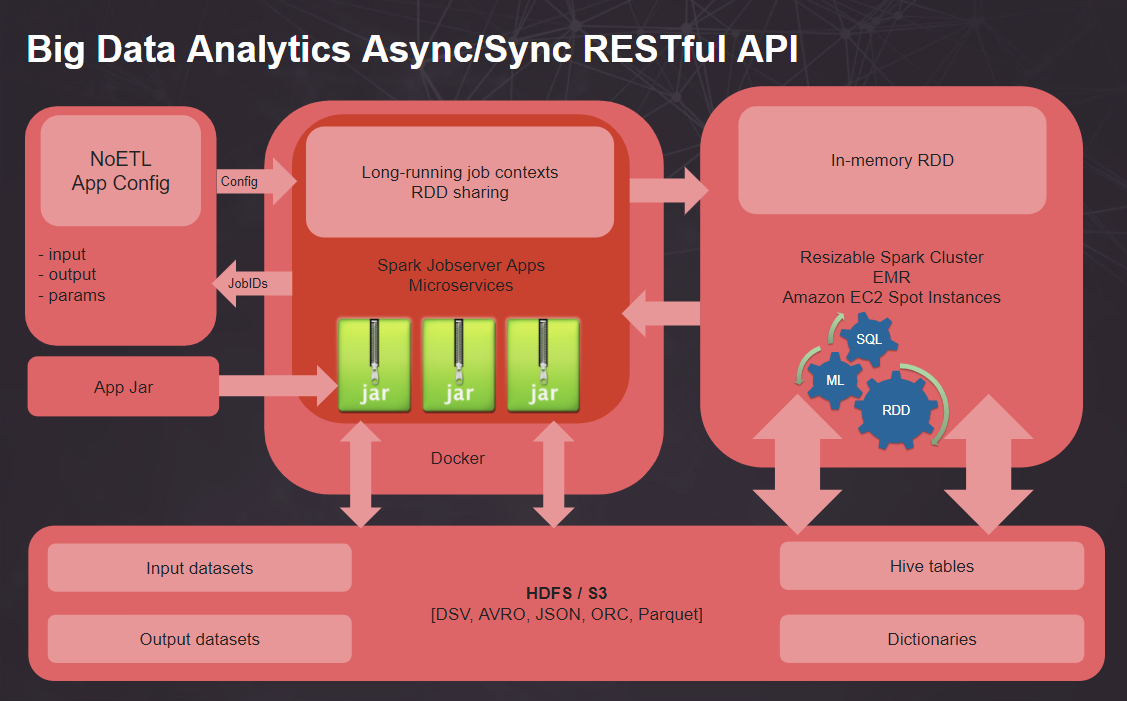 Big Data Analytics Async/Sync RESTful API
NoETL
App Config
- input
- output
- params
Config
JobIDs
App Jar
Long-running job contexts
RDD sharing
Spark Jobserver Apps
Microservices
jar
jar
jar
Docker
In-memory RDD
Resizable Spark Cluster
EMR
Amazon EC2 Spot Instances
SQL
ML
RDD
Input datasets
Output datasets
HDFS / S3
[DSV, AVRO, JSON, ORC, Parquet]
Hive tables
Dictionaries